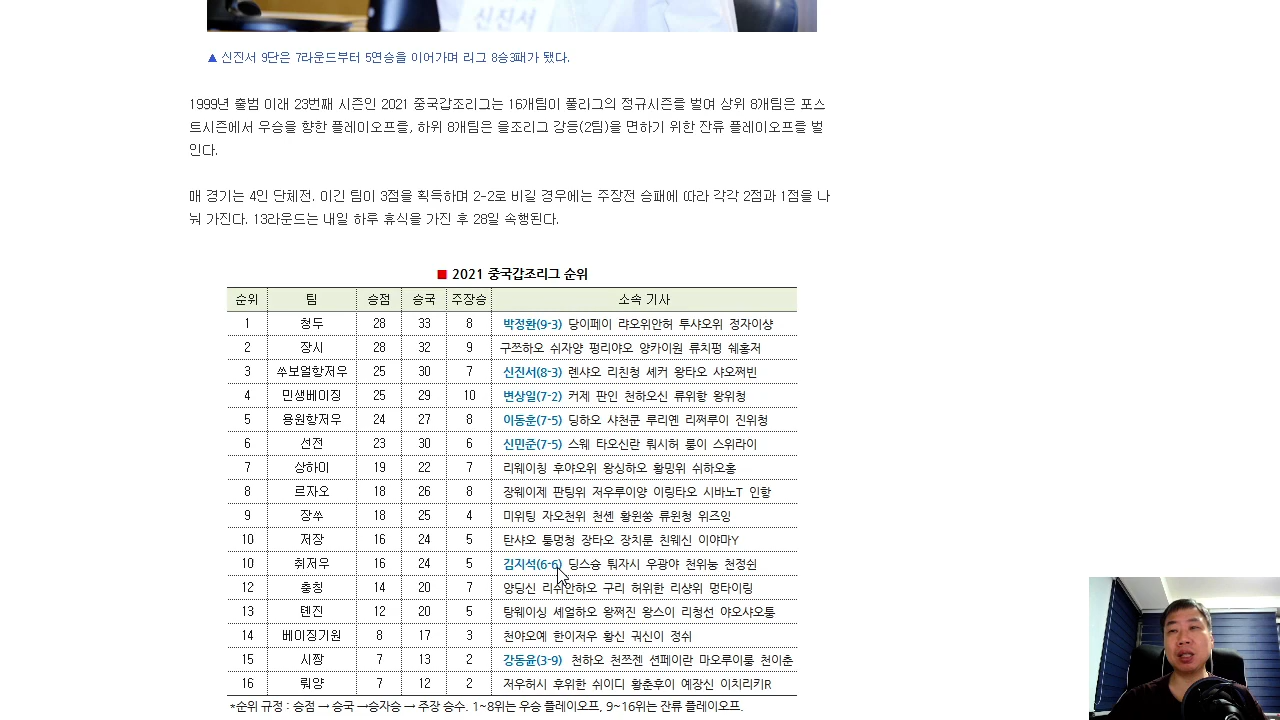 신진서
▲ 신진서 9단은 7라운드부터 5연승을 이어가며 리그 8승3패가 됐다.
1999년 출범 이래 23번째 시즌인 2021 중국갑조리그는 16개팀이 풀리그의 정규시즌을 벌여 상위 8개팀은 포스
트시즌에서 우승을 향한 플레이오프를, 하위 8개팀은 을조리그 강등(2팀)을 면하기 위한 잔류 플레이오프를 벌
인다.
매 경기는 4인 단체전. 이긴 팀이 3점을 획득하며 2-2로 비길 경우에는 주장전 승패에 따라 각각 2점과 1점을 나
눠 가진다. 13라운드는 내일 하루 휴식을 가진 후 28일 속행된다.
■ 2021 중국갑조리그 순위
순위 팀 승점 승국 주장승 소속 기사
1 청두 28 33 8 박정환(9-3) 당이페이 랴오위안허 투샤오위 정자이샹
2 장시 28 32 9 구쯔하오 쉬자양 펑리야오 양카이원 류치펑 쉐훙저
3 쑤보얼항저우 25 30 7 신진서(8-3) 롄샤오 리친청 셰커 왕타오 샤오쩌빈
4 민생베이징 25 29 10 변상일(7-2) 커제 판인 천하오신 류위항 왕위청
5 용원항저우 24 27 8 이동훈(7-5) 딩하오 샤천쿤 루리옌 리쩌루이 진위청
6 선전 23 30 6 신민준(7-5) 스웨 타오신란 뤄시허 룽이 스위라이
7 상하이 19 22 7 리웨이칭 후야오위 왕싱하오 황밍위 쉬하오훙
8 르자오 18 26 8 장웨이제 판팅위 저우루이양 이링타오 시바노T 인항
9 장쑤 18 25 4 미위팅 자오천위 천셴 황윈쑹 류윈청 위즈잉
10 저장 16 24 5 탄샤오 퉁멍청 장타오 장치룬 친웨신 이야마Y
10 취저우 16 24 5 김지석(6-6) 딩스슝 퉈자시 우광야 천위눙 천정쉰
12 충칭 14 20 7 양딩신 리쉬안하오 구리 허위한 리샹위 멍타이링
13 톈진 12 20 5 탕웨이싱 셰얼하오 왕쩌진 왕스이 리청선 야오샤오퉁
14 베이징기원 8 17 3 천야오예 한이저우 황신 궈신이 정쉬
15 시짱 7 13 2 강동윤(3-9) 천하오 천쯔젠 션페이란 마오루이룽 천이춘
16 뤄양 7 12 2 저우허시 후위한 쉬이디 황춘후이 예장신 이치리키R
*순위 규정 : 승점 → 승국 →승자승 → 주장 승수. 1~8위는 우승 플레이오프, 9~16위는 잔류 플레이오프.